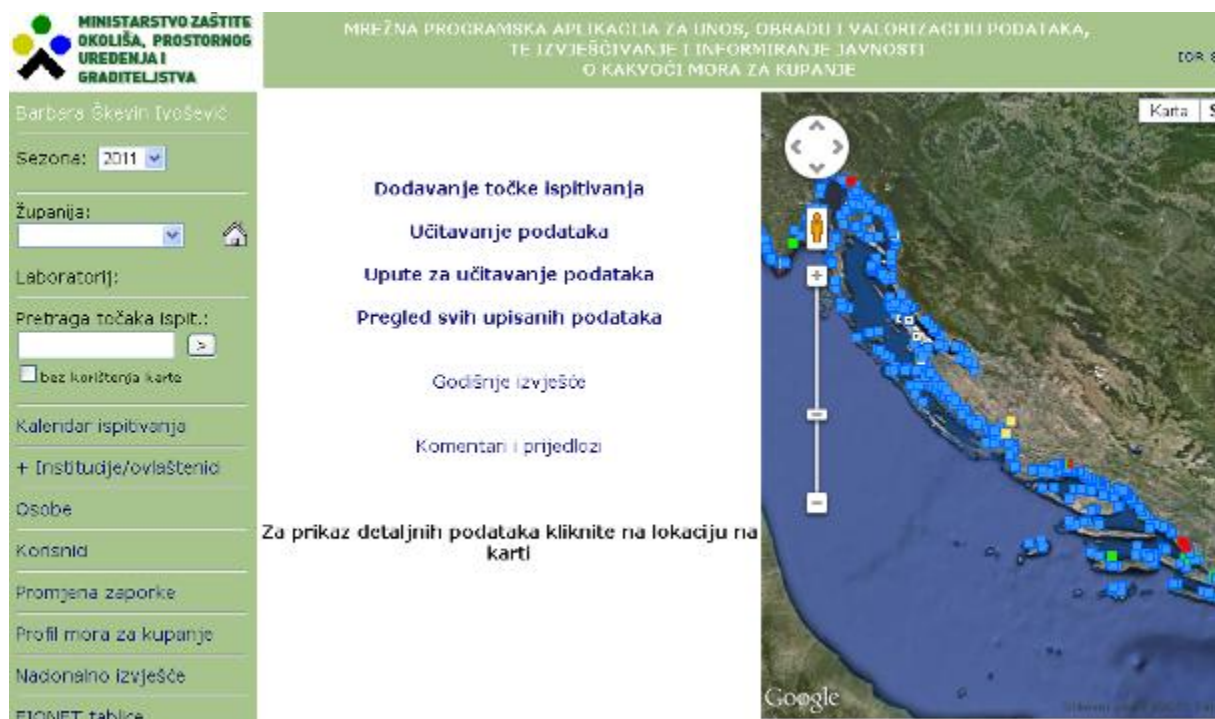 MINISTARSTVO ZAŠTITE
OKOLIŠA, PROSTORNOG
UREĐENJA I
GRADITELJSTVA
MREŽNA PROGRAMSKA APLIKACIJA ZA UNOS, OBRADU I VALORIZACIJU PODATAKA,
TE IZVJEŠĆIVANJE I INFORMIRANJE JAVNOSTI
O KAKVOĆI MORA ZA KUPANJE
IOR
Barbara Škevin Ivošević
Sezona: 2011
Županija:
Laboratorij:
Pretraga točaka ispit.:
>
bez korištenja karte
Kalendar ispitivanja
+ Institucije/ovlaštenici
Osobe
Korisnici
Promjena zaporke
Profil mora za kupanje
Nacionalno izvješće
EIONET tablice
Dodavanje točke ispitivanja
Učitavanje podataka
Upute za učitavanje podataka
Pregled svih upisanih podataka
Godišnje izvješće
Komentari i prijedlozi
Za prikaz detaljnih podataka kliknite na lokaciju na
karti
Karta S
Google